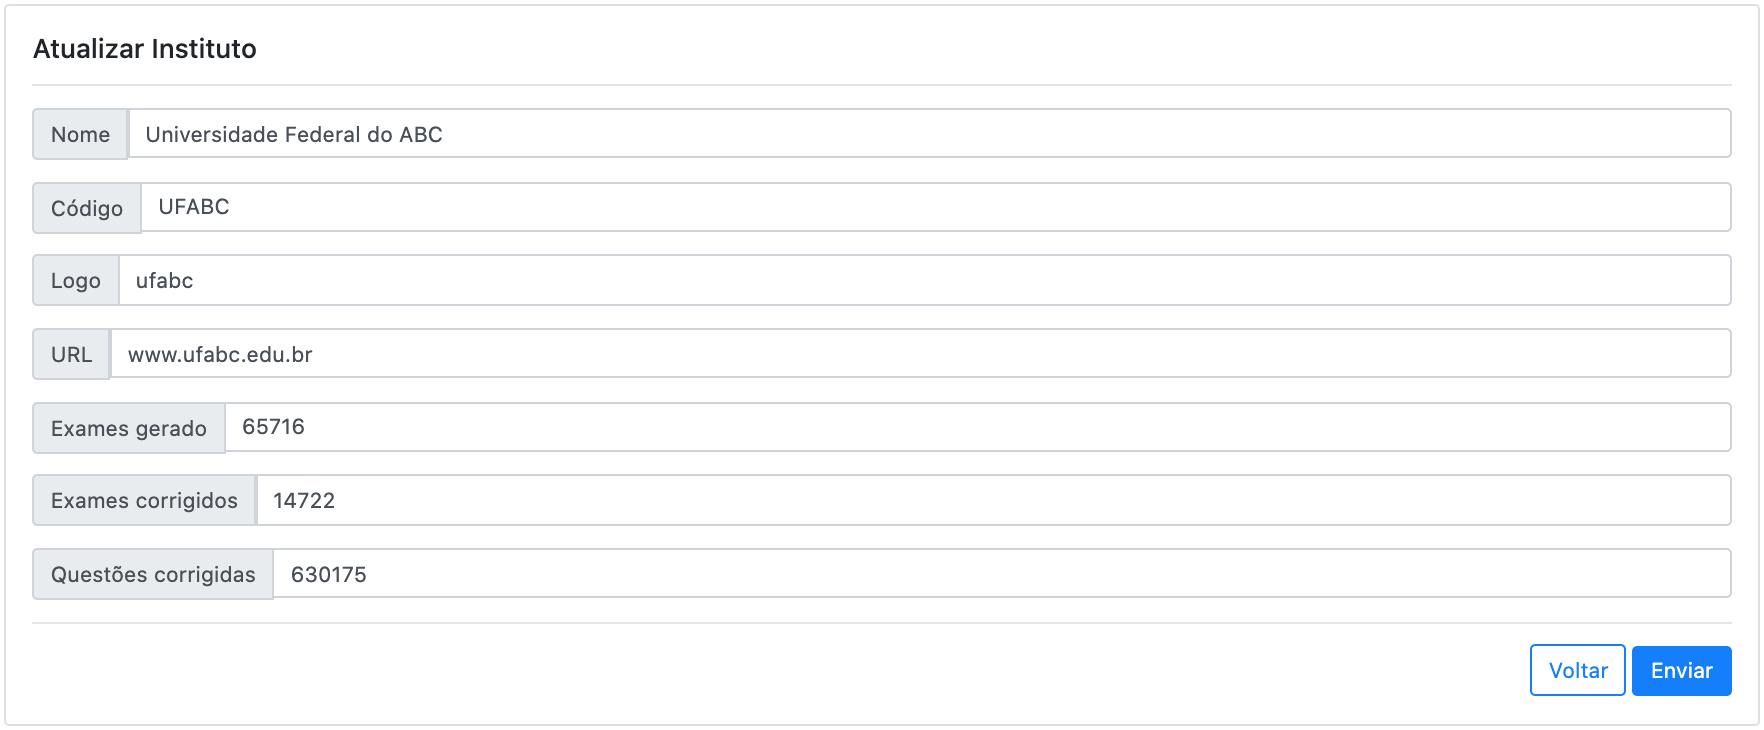 Atualizar Instituto
Nome Universidade Federal do ABC
Código UFABC
Logo ufabc
URL www.ufabc.edu.br
Exames gerado 65716
Exames corrigidos 14722
Questões corrigidas 630175
Voltar Enviar